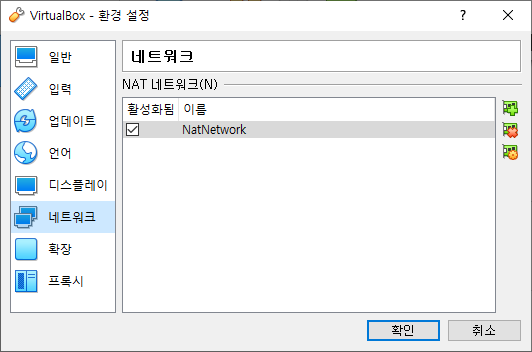 VirtualBox - 환경 설정
?
일반
입력
업데이트
언어
디스플레이
네트워크
확장
프록시
네트워크
NAT 네트워크(N)
활성화됨 이름
NatNetwork
확인 취소